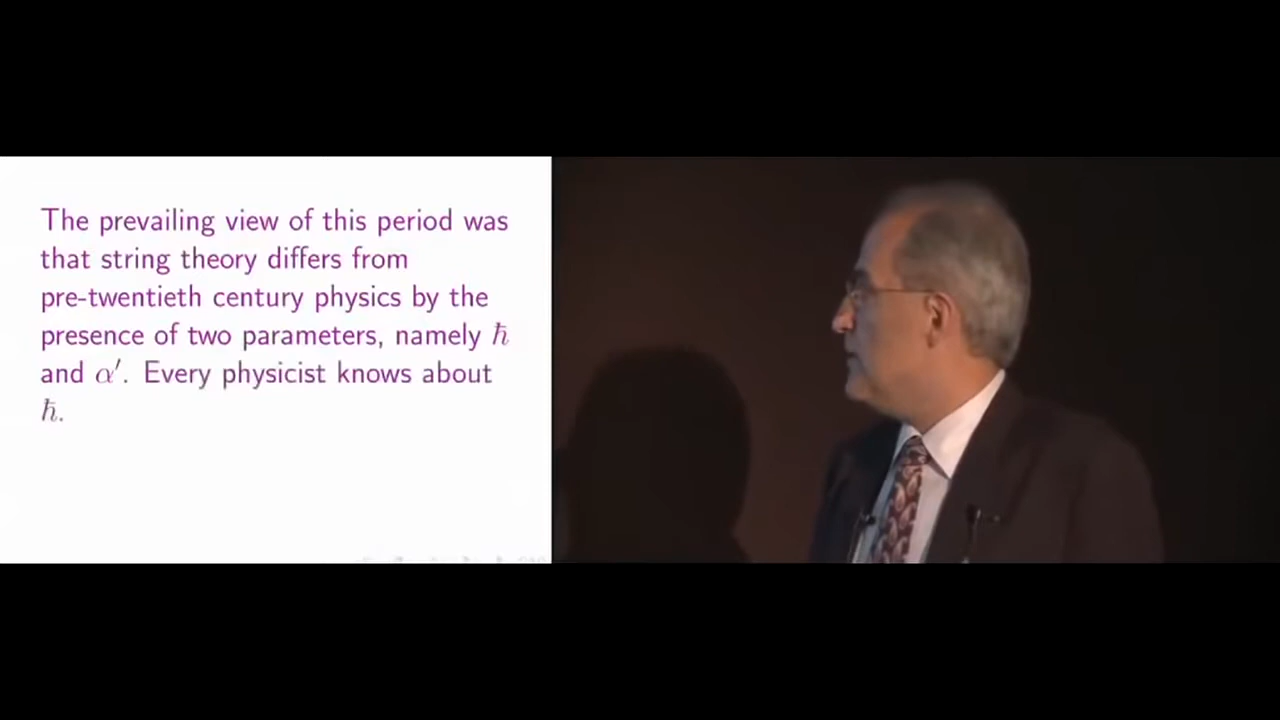 The prevailing view of this period was
that string theory differs from
pre-twentieth century physics by the
presence of two parameters, namely ℏ
and α′. Every physicist knows about
ℏ.